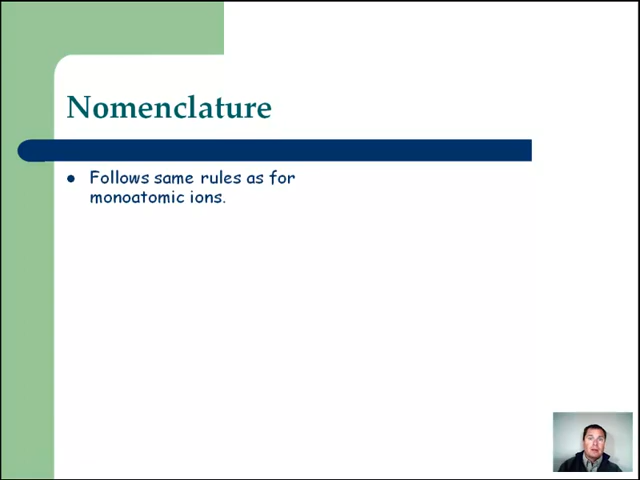 Nomenclature
Follows same rules as for
monoatomic ions.